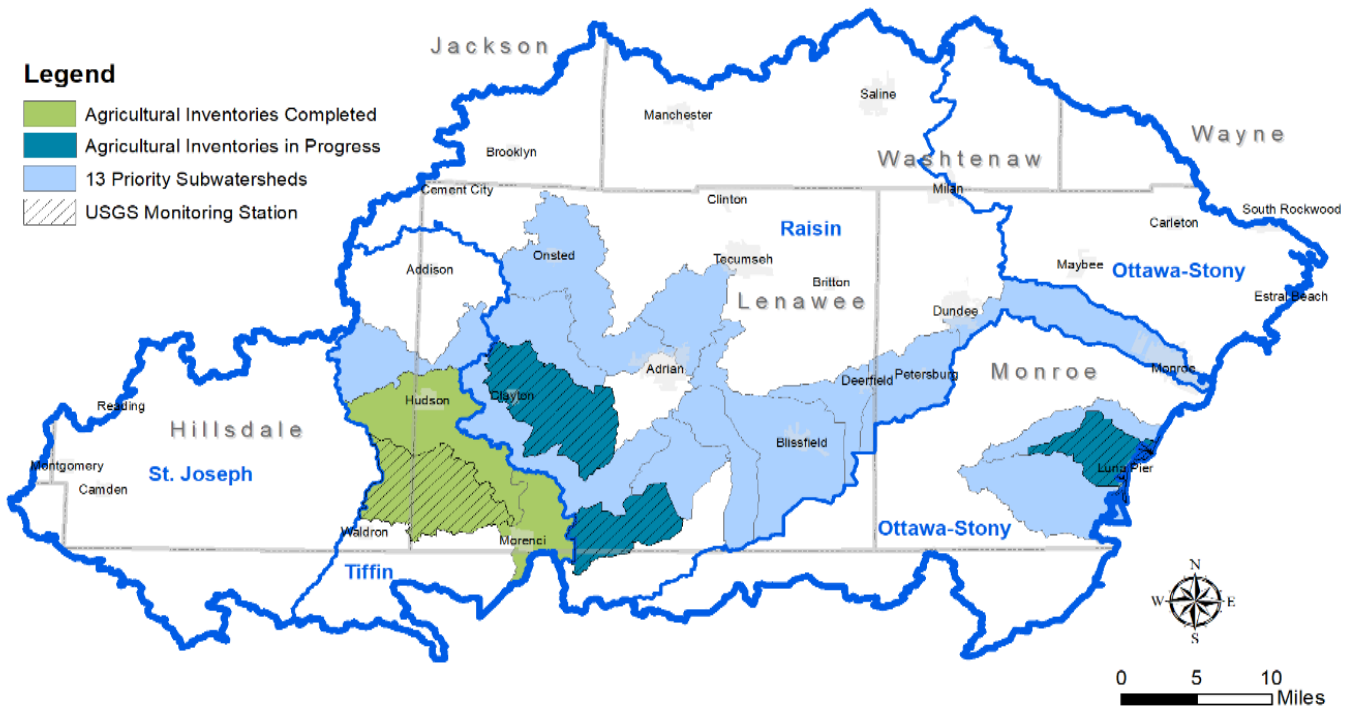 Jackson
Legend
Agricultural Inventories Completed
Agricultural Inventories in Progress
13 Priority Subwatersheds
USGS Monitoring Station
Saline
Manchester
Wayne
Brooklyn
Washtenaw
Cement City
Milan
Clinton
South Rockwood
Carleton
Raisin
Onsted
Tecumseh
Addison
Maybee
Ottawa-Stony
Britton
Lenawee
Estral Beach
Dundee
Adrian
Monroe
Monroe
Deerfield
Petersburg
Clayton
Hudson
Reading
Hillsdale
Blissfield
Montgomery
St. Joseph
Luna Pier
Camden
Waldron
Morenci
Ottawa-Stony
Tiffin
N
W
E
S
0 5 10
Miles